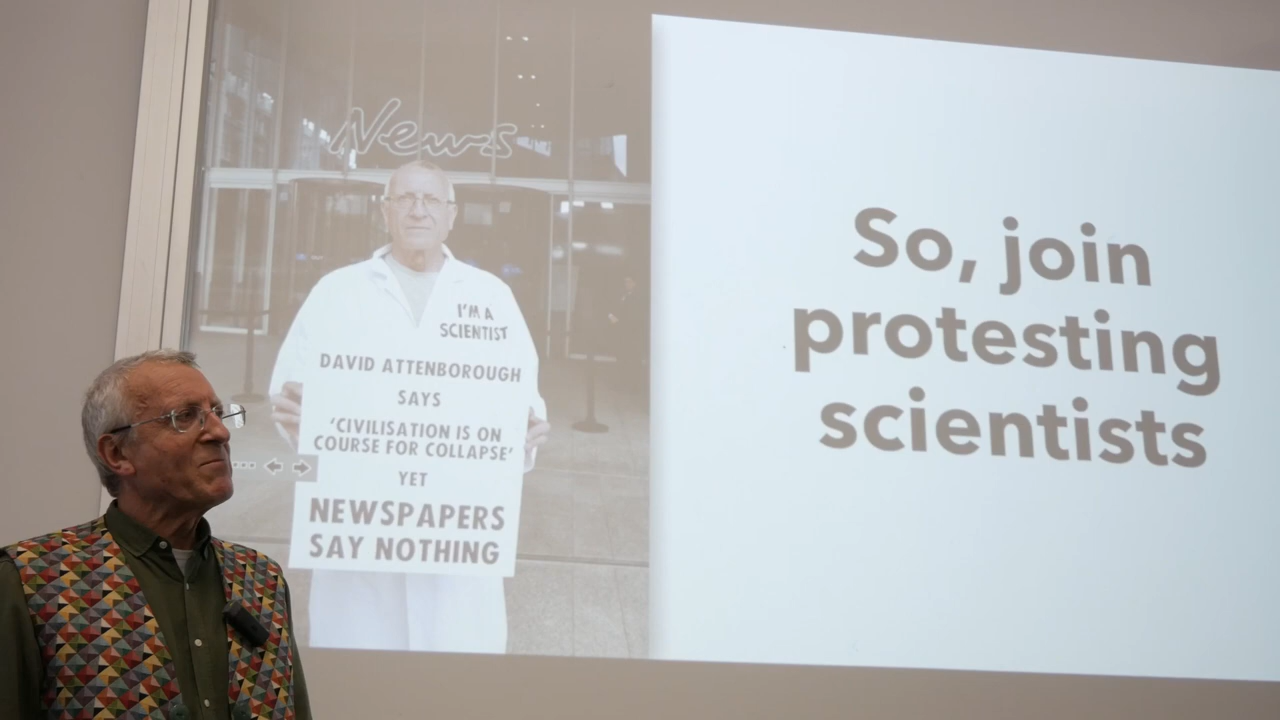 News
I'M A
SCIENTIST
DAVID ATTENBOROUGH
SAYS
'CIVILISATION IS ON
COURSE FOR COLLAPSE'
YET
NEWSPAPERS
SAY NOTHING
So, join
protesting
scientists